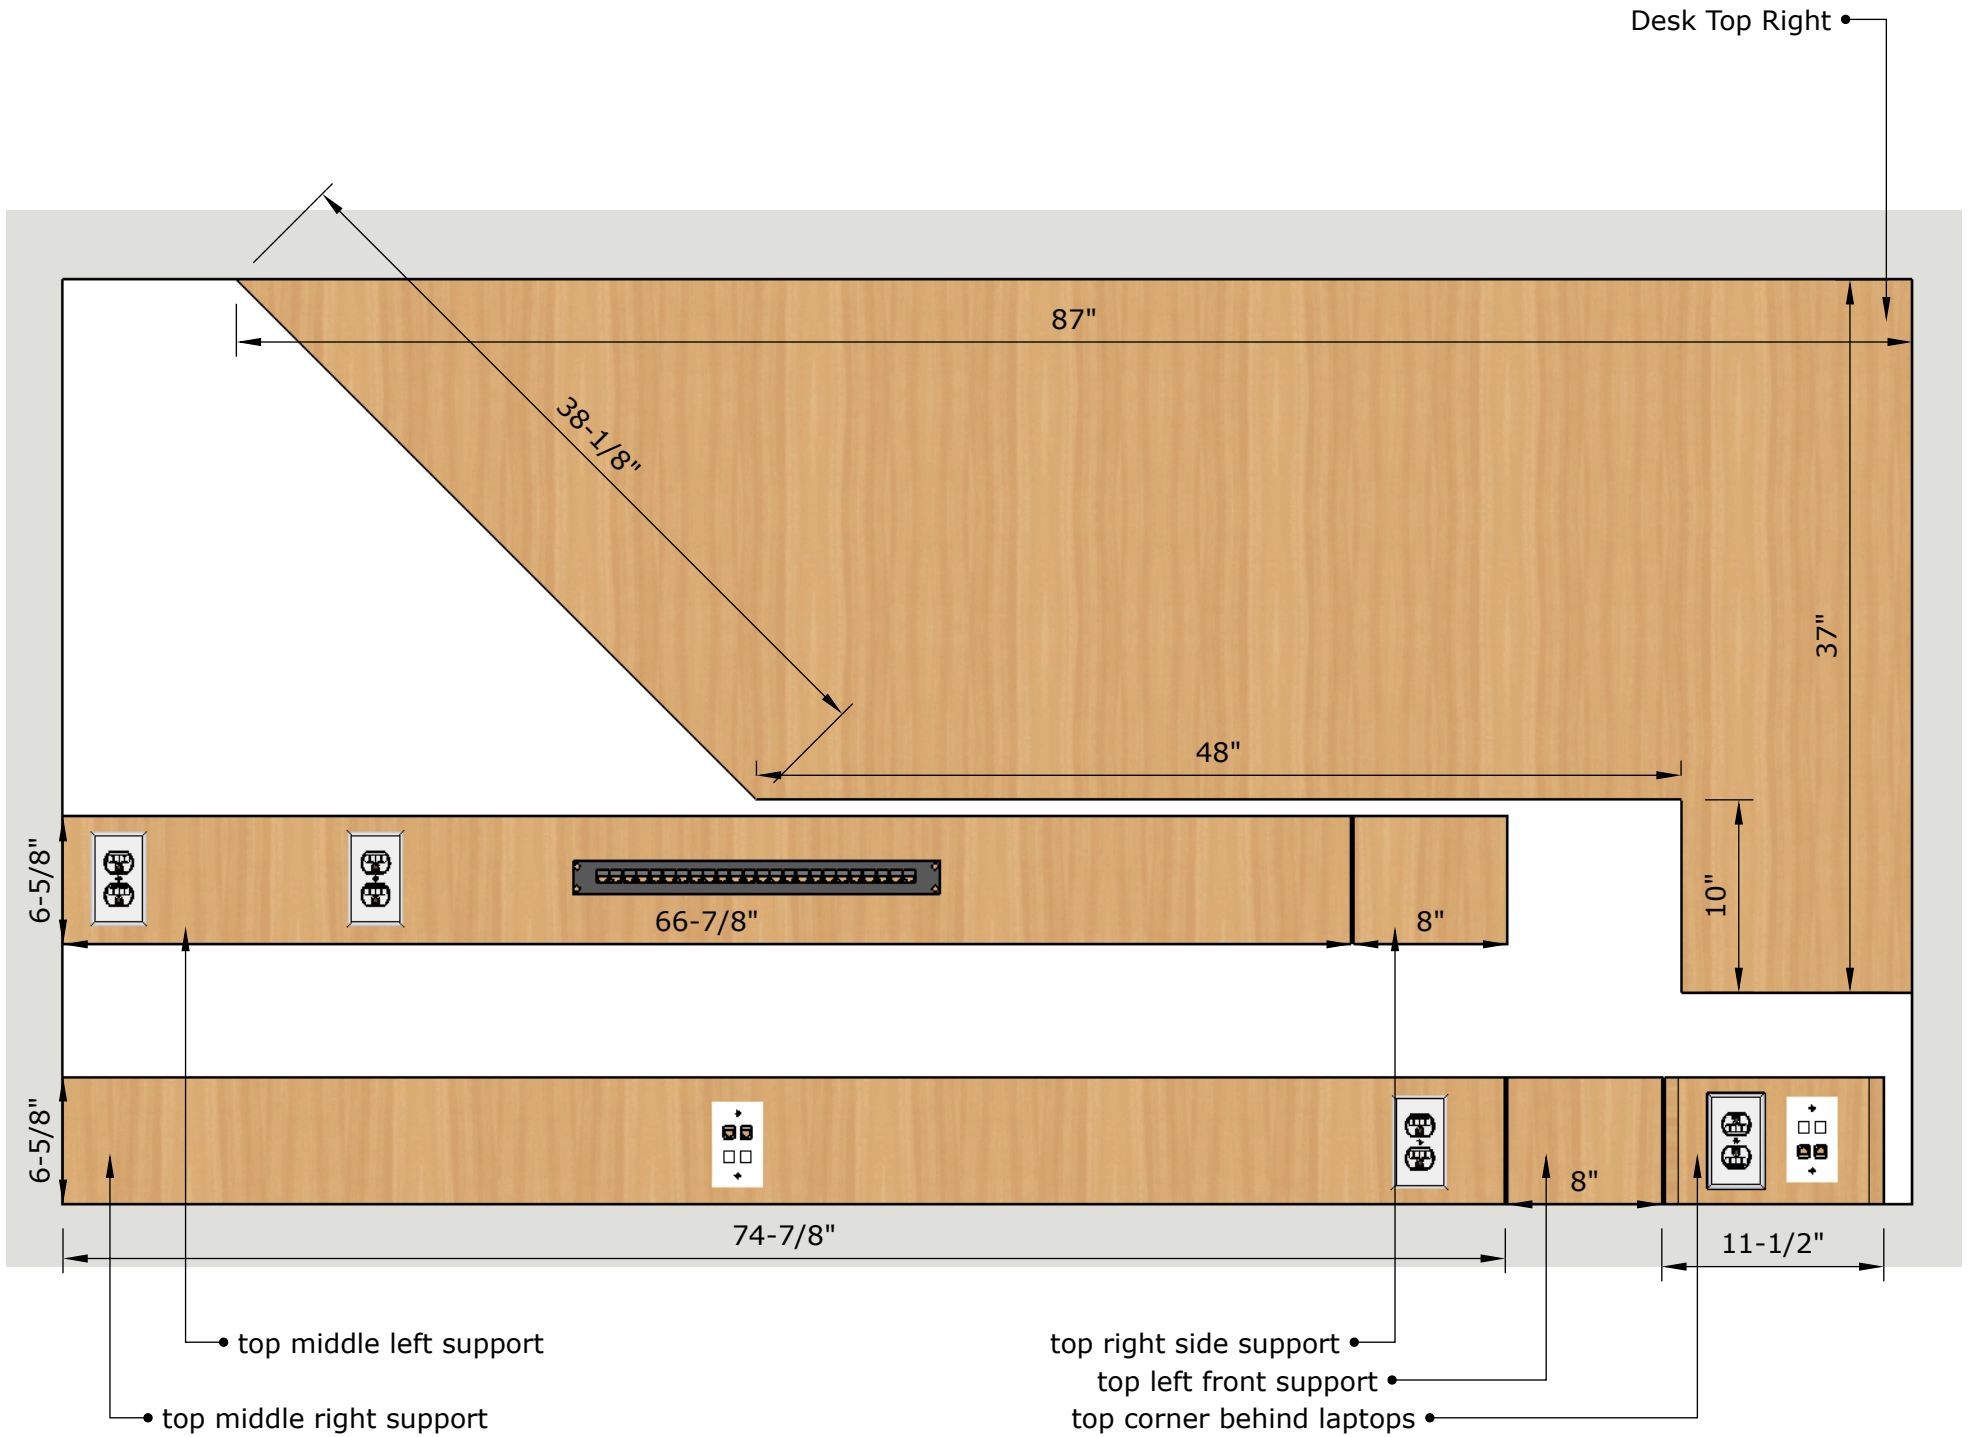 Desk Top Right
87"
38-1/8"
37"
48"
10"
6-5/8"
66-7/8"
8"
6-5/8"
8"
74-7/8"
11-1/2"
top middle left support
top right side support
top left front support
top middle right support
top corner behind laptops